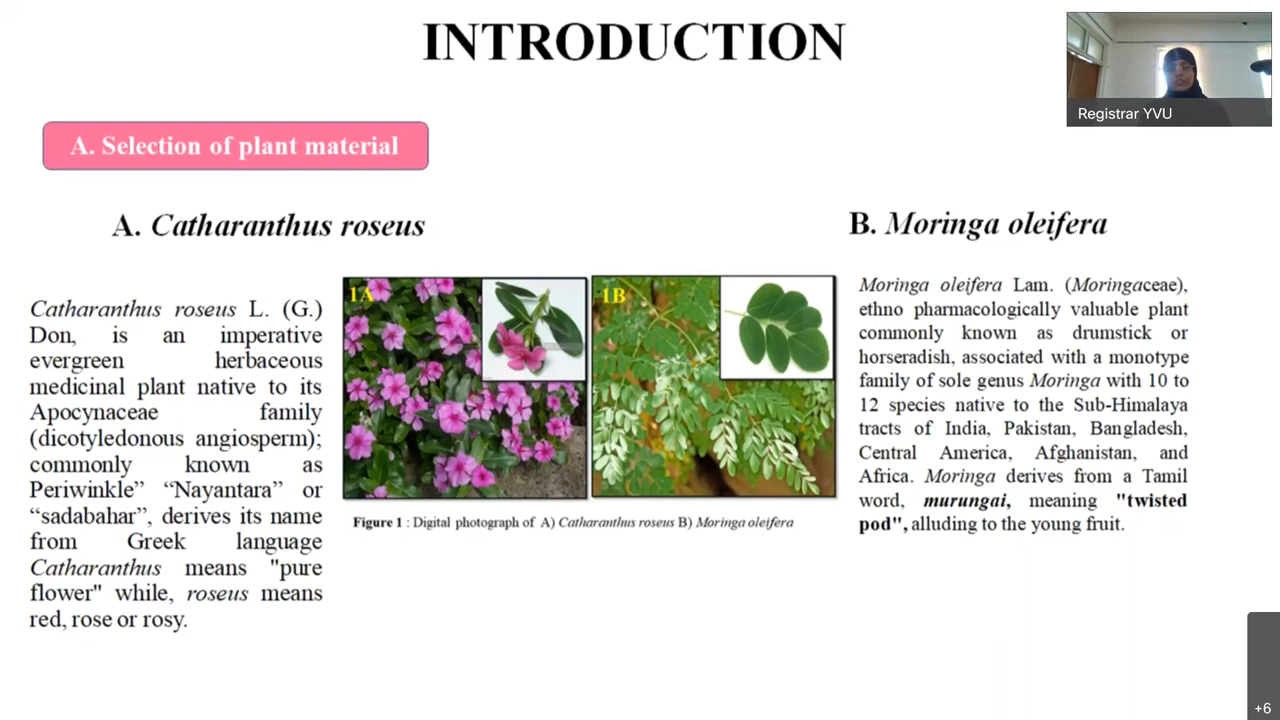 INTRODUCTION
Registrar YVU
A. Selection of plant material
A. Catharanthus roseus
Catharanthus roseus L. (G.)
Don, is an imperative
evergreen herbaceous
medicinal plant native to its
Apocynaceae family
(dicotyledonous angiosperm);
commonly known as
Periwinkle” “Nayantara” or
“sadabahar”, derives its name
from Greek language
Catharanthus means "pure
flower" while, roseus means
red, rose or rosy.
1A
1B
Figure 1 : Digital photograph of A) Catharanthus roseus B) Moringa oleifera
B. Moringa oleifera
Moringa oleifera Lam. (Moringaceae),
ethno pharmacologically valuable plant
commonly known as drumstick or
horseradish, associated with a monotype
family of sole genus Moringa with 10 to
12 species native to the Sub-Himalaya
tracts of India, Pakistan, Bangladesh,
Central America, Afghanistan, and
Africa. Moringa derives from a Tamil
word, murungai, meaning "twisted
pod", alluding to the young fruit.
+6